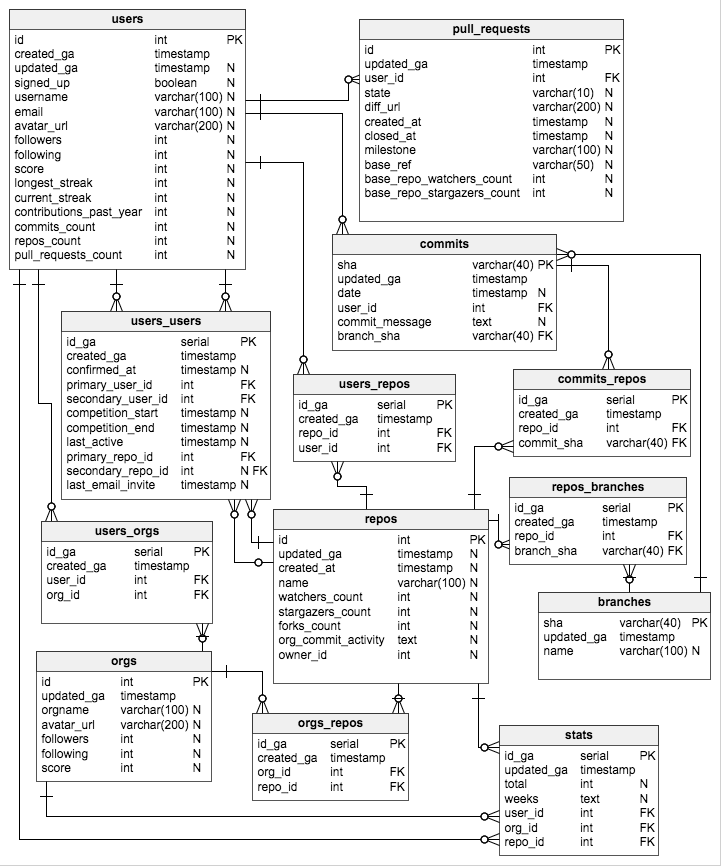 users
id int PK
created_ga timestamp
updated_ga timestamp N
signed_up boolean N
username varchar(100) N
email varchar(100) N
avatar_url varchar(200) N
followers int N
following int N
score int N
longest_streak int N
current_streak int N
contributions_past_year int N
commits_count int N
repos_count int N
pull_requests_count int N
pull_requests
id int PK
updated_ga timestamp
user_id int FK
state varchar(10) N
diff_url varchar(200) N
created_at timestamp N
closed_at timestamp N
milestone varchar(100) N
base_ref varchar(50) N
base_repo_watchers_count int N
base_repo_stargazers_count int N
commits
sha varchar(40) PK
updated_ga timestamp
date timestamp N
user_id int FK
commit_message text N
branch_sha varchar(40) FK
users_users
id_ga serial PK
created_ga timestamp
confirmed_at timestamp N
primary_user_id int FK
secondary_user_id int FK
competition_start timestamp N
competition_end timestamp N
last_active timestamp N
primary_repo_id int FK
secondary_repo_id int N FK
last_email_invite timestamp N
users_repos
id_ga serial PK
created_ga timestamp
repo_id int FK
user_id int FK
commits_repos
id_ga serial PK
created_ga timestamp
repo_id int FK
commit_sha varchar(40) FK
repos_branches
id_ga serial PK
created_ga timestamp
repo_id int FK
branch_sha varchar(40) FK
users_orgs
id_ga serial PK
created_ga timestamp
user_id int FK
org_id int FK
repos
id int PK
updated_ga timestamp N
created_at timestamp N
name varchar(100) N
watchers_count int N
stargazers_count int N
forks_count int N
org_commit_activity text N
owner_id int N
branches
sha varchar(40) PK
updated_ga timestamp
name varchar(100) N
orgs
id int PK
updated_ga timestamp
orgname varchar(100) N
avatar_url varchar(200) N
followers int N
following int N
score int N
orgs_repos
id_ga serial PK
created_ga timestamp
org_id int FK
repo_id int FK
stats
id_ga serial PK
updated_ga timestamp
total int N
weeks text N
user_id int FK
org_id int FK
repo_id int FK